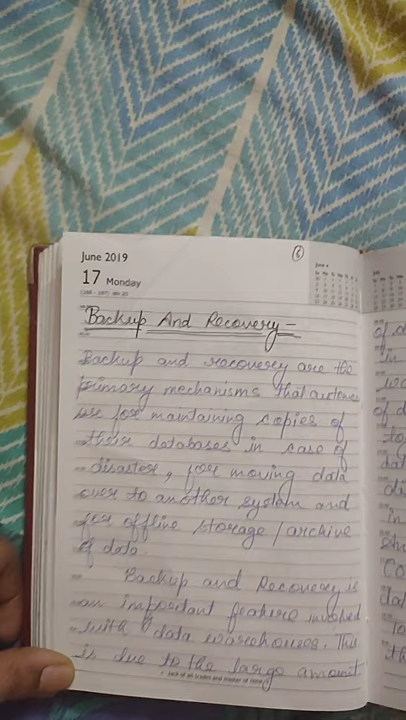 June 2019
6
17 Monday
Backup And Recovery -
Backup and recovery are the
primary mechanisms that
use for maintaining copies of
their databases in case of
disaster, for moving data
over to another system and
for offline storage / archive
of data.
Backup and Recovery is
an important feature involved
with data warehouses. This
is due to the large amount